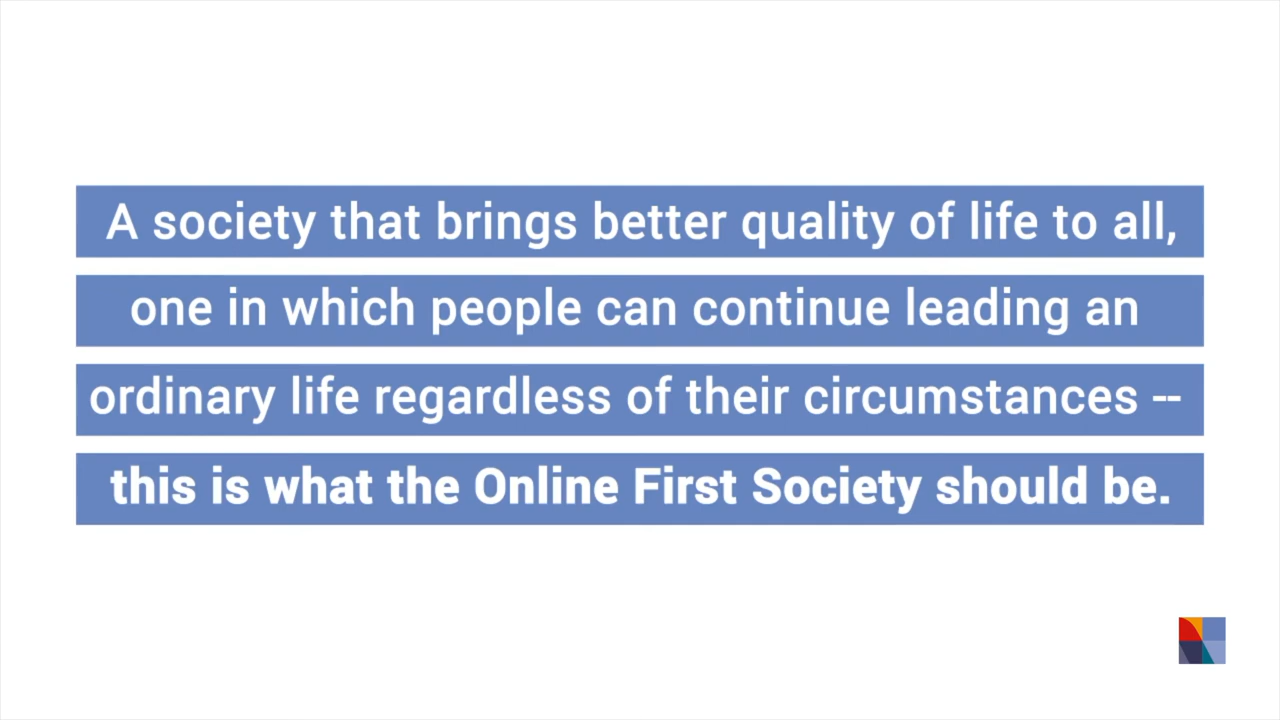 A society that brings better quality of life to all,
one in which people can continue leading an
ordinary life regardless of their circumstances --
this is what the Online First Society should be.